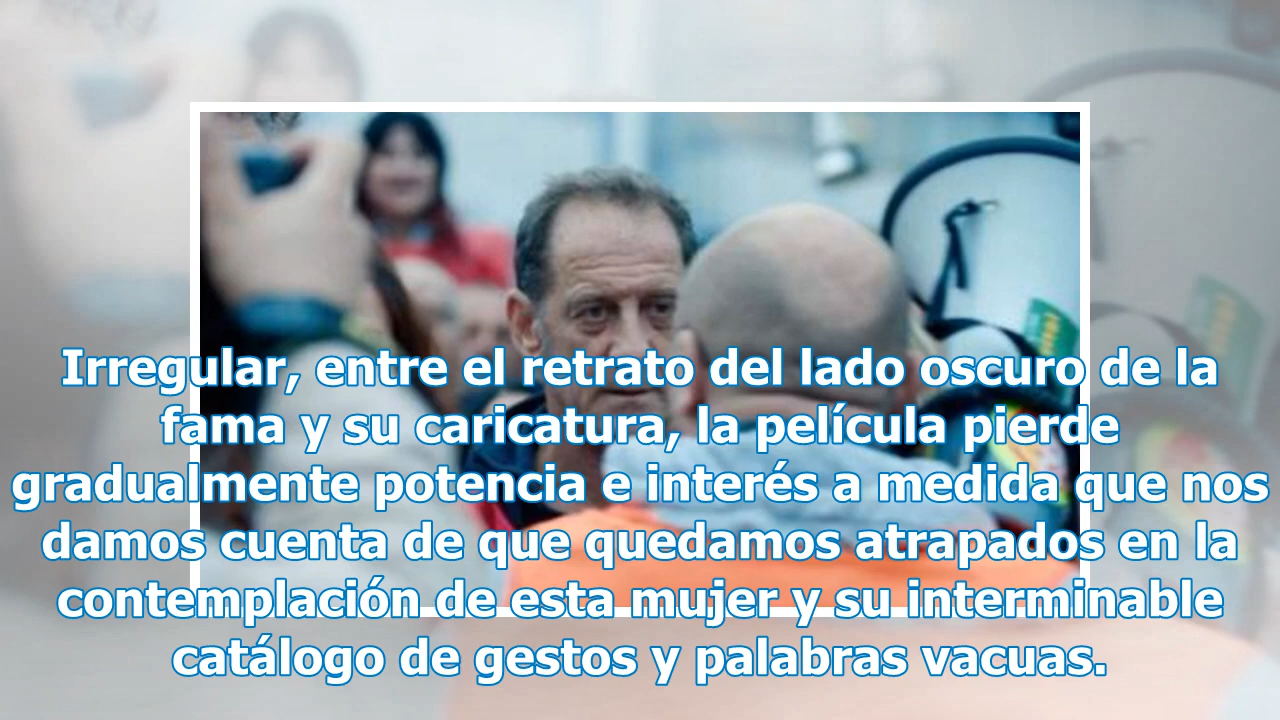 Irregular, entre el retrato del lado oscuro de la
fama y su caricatura, la película pierde
gradualmente potencia e interés a medida que nos
damos cuenta de que quedamos atrapados en la
contemplación de esta mujer y su interminable
catálogo de gestos y palabras vacuas.